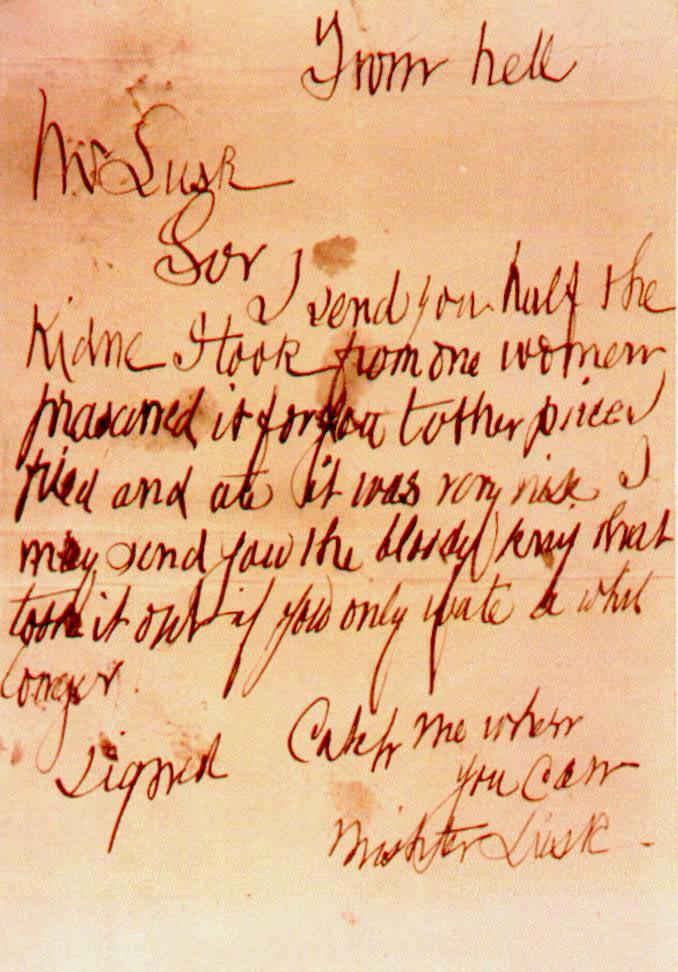 From hell
Mr Lusk
Sor
I send you half the
Kidne I took from one women
prasarved it for you tother piece I
fried and ate it was very nise I
may send you the bloody knif that
took it out if you only wate a whil
longer.
signed Catch me when
you Can
Mishter Lusk -